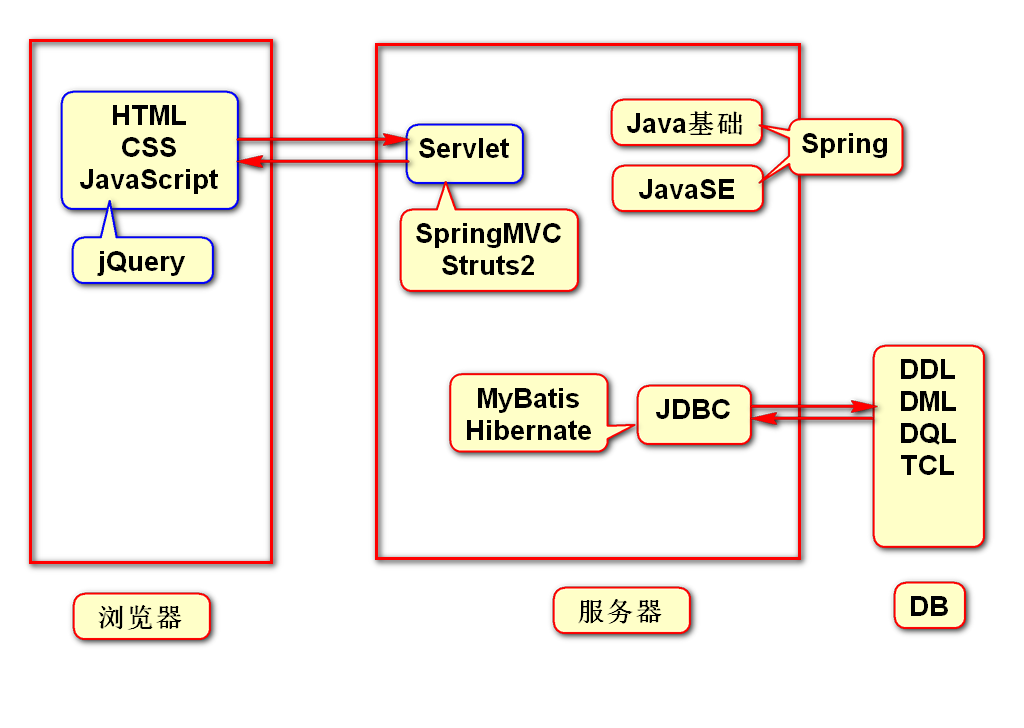 HTML
CSS
JavaScript
jQuery
Servlet
SpringMVC
Struts2
Java基础
JavaSE
Spring
MyBatis
Hibernate
JDBC
DDL
DML
DQL
TCL
浏览器
服务器
DB